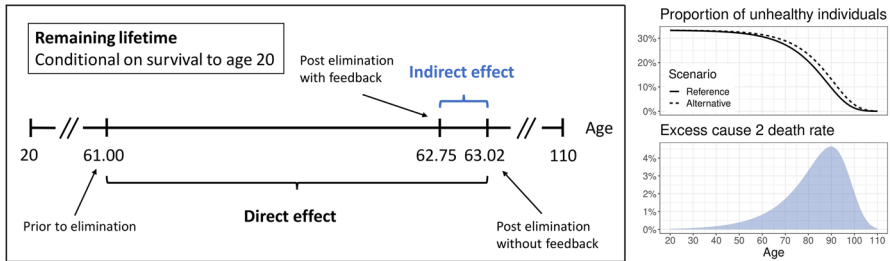 Remaining lifetime
Conditional on survival to age 20
Post elimination
with feedback
Indirect effect
Age
20
61.00
62.75
63.02
110
Prior to elimination
Direct effect
Post elimination
without feedback
Proportion of unhealthy individuals
30%
20%
10%
0%
Scenario
Reference
Alternative
Excess cause 2 death rate
4%
3%
2%
1%
0%
20 30 40 50 60 70 80 90 100 110
Age